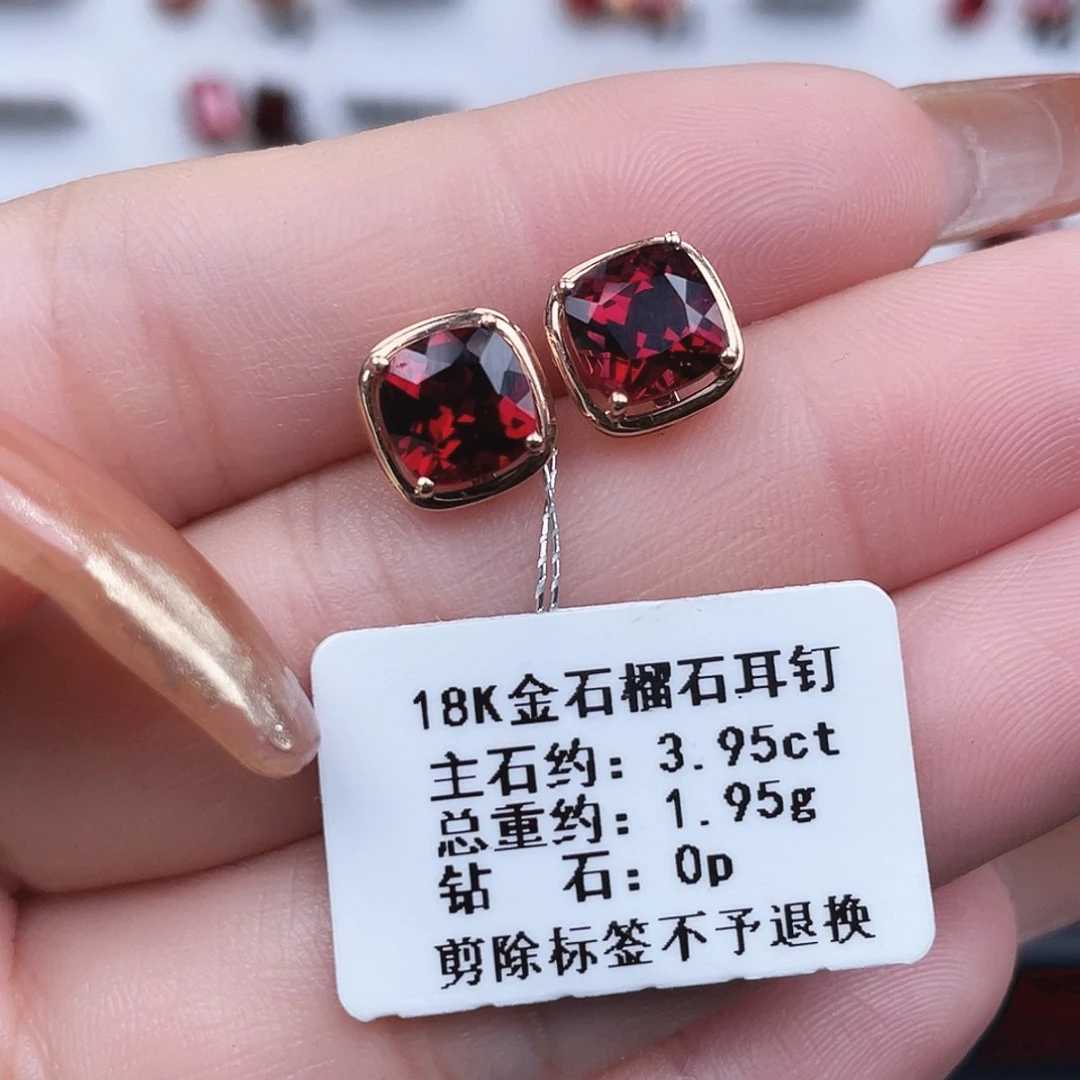 18K金石榴石耳钉
主石约：3.95ct
总重约：1.95g
钻 石：0p
剪除标签不予退换